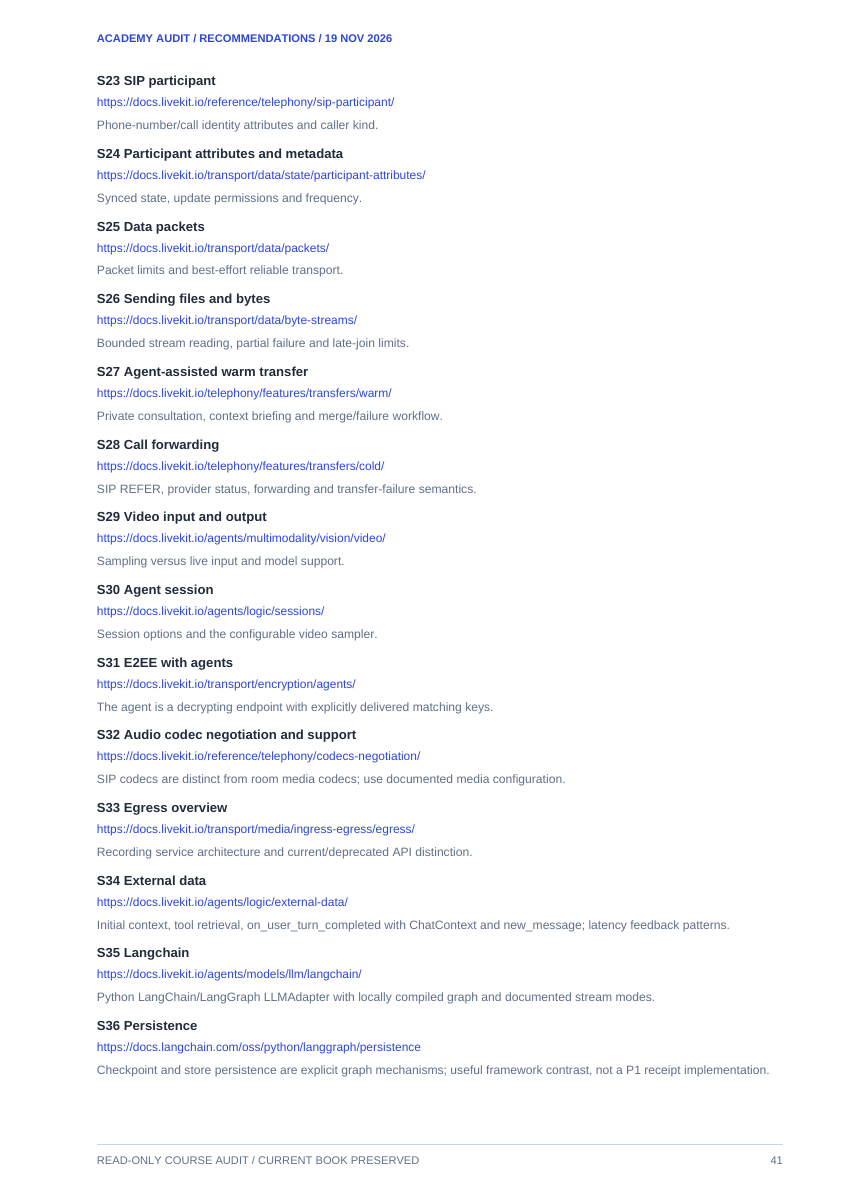 ACADEMY AUDIT / RECOMMENDATIONS / 19 NOV 2026
S23 SIP participant
https://docs.livekit.io/reference/telephony/sip-participant/
Phone-number/call identity attributes and caller kind.
S24 Participant attributes and metadata
https://docs.livekit.io/transport/data/state/participant-attributes/
Synced state, update permissions and frequency.
S25 Data packets
https://docs.livekit.io/transport/data/packets/
Packet limits and best-effort reliable transport.
S26 Sending files and bytes
https://docs.livekit.io/transport/data/byte-streams/
Bounded stream reading, partial failure and late-join limits.
S27 Agent-assisted warm transfer
https://docs.livekit.io/telephony/features/transfers/warm/
Private consultation, context briefing and merge/failure workflow.
S28 Call forwarding
https://docs.livekit.io/telephony/features/transfers/cold/
SIP REFER, provider status, forwarding and transfer-failure semantics.
S29 Video input and output
https://docs.livekit.io/agents/multimodality/vision/video/
Sampling versus live input and model support.
S30 Agent session
https://docs.livekit.io/agents/logic/sessions/
Session options and the configurable video sampler.
S31 E2EE with agents
https://docs.livekit.io/transport/encryption/agents/
The agent is a decrypting endpoint with explicitly delivered matching keys.
S32 Audio codec negotiation and support
https://docs.livekit.io/reference/telephony/codecs-negotiation/
SIP codecs are distinct from room media codecs; use documented media configuration.
S33 Egress overview
https://docs.livekit.io/transport/media/ingress-egress/egress/
Recording service architecture and current/deprecated API distinction.
S34 External data
https://docs.livekit.io/agents/logic/external-data/
Initial context, tool retrieval, on_user_turn_completed with ChatContext and new_message; latency feedback patterns.
S35 Langchain
https://docs.livekit.io/agents/models/llm/langchain/
Python LangChain/LangGraph LLMAdapter with locally compiled graph and documented stream modes.
S36 Persistence
https://docs.langchain.com/oss/python/langgraph/persistence
Checkpoint and store persistence are explicit graph mechanisms; useful framework contrast, not a P1 receipt implementation.
READ-ONLY COURSE AUDIT / CURRENT BOOK PRESERVED
41